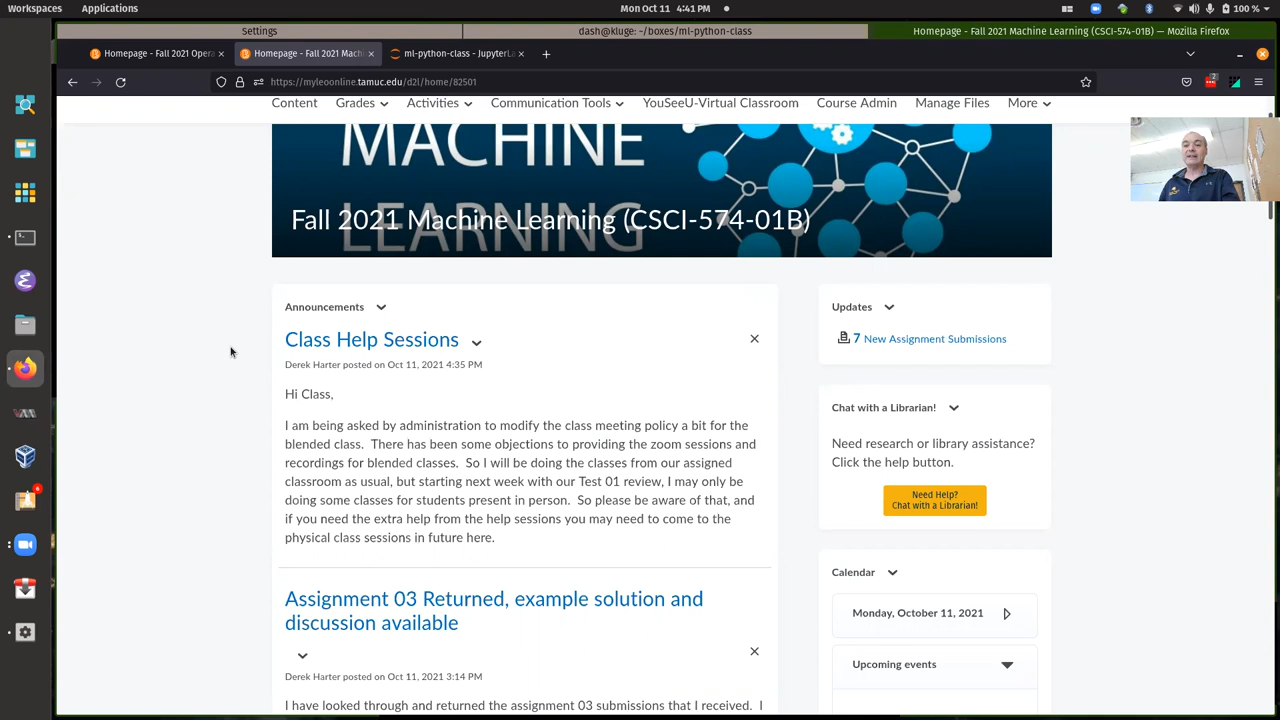 Workspaces Applications Mon Oct 11 4:41 PM 100 %
Settings dash@kluge: ~/boxes/ml-python-class Homepage - Fall 2021 Machine Learning (CSCI-574-01B) — Mozilla Firefox
Homepage - Fall 2021 Opera Homepage - Fall 2021 Machi ml-python-class - JupyterLa
https://myleoonline.tamuc.edu/d2l/home/82501
Content Grades Activities Communication Tools YouSeeU-Virtual Classroom Course Admin Manage Files More
MACHINE
LEARNING
Fall 2021 Machine Learning (CSCI-574-01B)
Announcements
Class Help Sessions
Derek Harter posted on Oct 11, 2021 4:35 PM
Hi Class,
I am being asked by administration to modify the class meeting policy a bit for the
blended class. There has been some objections to providing the zoom sessions and
recordings for blended classes. So I will be doing the classes from our assigned
classroom as usual, but starting next week with our Test 01 review, I may only be
doing some classes for students present in person. So please be aware of that, and
if you need the extra help from the help sessions you may need to come to the
physical class sessions in future here.
Assignment 03 Returned, example solution and
discussion available
Derek Harter posted on Oct 11, 2021 3:14 PM
I have looked through and returned the assignment 03 submissions that I received. I
Updates
7 New Assignment Submissions
Chat with a Librarian!
Need research or library assistance?
Click the help button.
Need Help?
Chat with a Librarian!
Calendar
Monday, October 11, 2021
Upcoming events